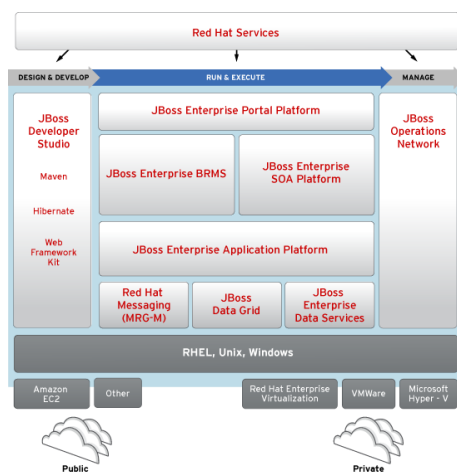 Red Hat Services
DESIGN & DEVELOP
RUN & EXECUTE
MANAGE
JBoss
Developer
Studio
Maven
Hibernate
Web
Framework
Kit
JBoss Enterprise Portal Platform
JBoss Enterprise BRMS
JBoss Enterprise
SOA Platform
JBoss Enterprise Application Platform
Red Hat
Messaging
(MRG-M)
JBoss
Data Grid
JBoss
Enterprise
Data Services
JBoss
Operations
Network
RHEL, Unix, Windows
Amazon
EC2
Other
Red Hat Enterprise
Virtualization
VMWare
Microsoft
Hyper - V
Public
Private